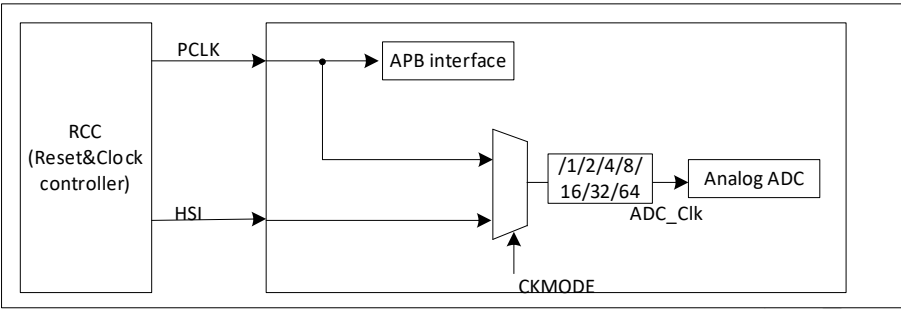 PCLK
APB interface
RCC
(Reset&Clock
controller)
/1/2/4/8/
16/32/64
Analog ADC
HSI
ADC_Clk
CKMODE